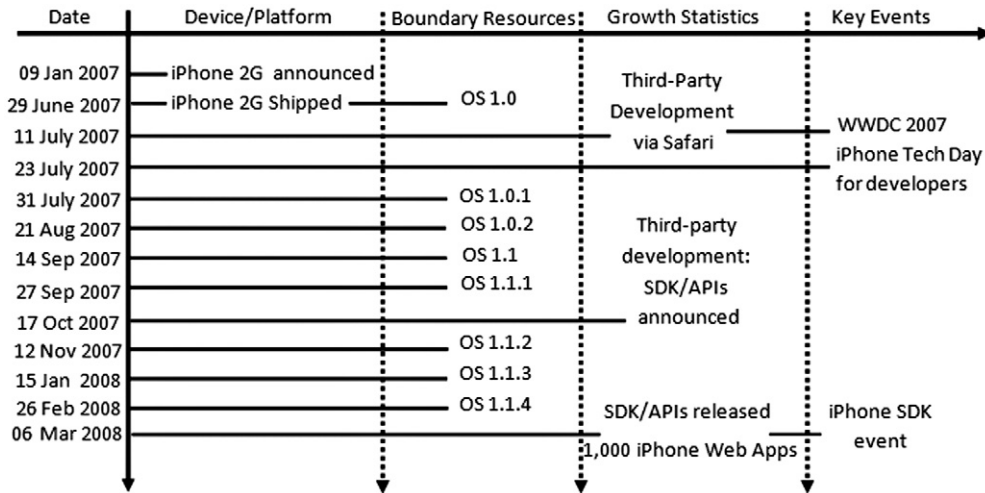 Date Device/Platform Boundary Resources Growth Statistics Key Events
09 Jan 2007 iPhone 2G announced
29 June 2007 iPhone 2G Shipped OS 1.0
11 July 2007
Third-Party
Development
via Safari
WWDC 2007
23 July 2007
iPhone Tech Day
for developers
31 July 2007 OS 1.0.1
21 Aug 2007 OS 1.0.2
14 Sep 2007 OS 1.1
27 Sep 2007 OS 1.1.1
17 Oct 2007
Third-party
development:
SDK/APIs
announced
12 Nov 2007 OS 1.1.2
15 Jan 2008 OS 1.1.3
26 Feb 2008 OS 1.1.4
06 Mar 2008
SDK/APIs released
1,000 iPhone Web Apps
iPhone SDK
event